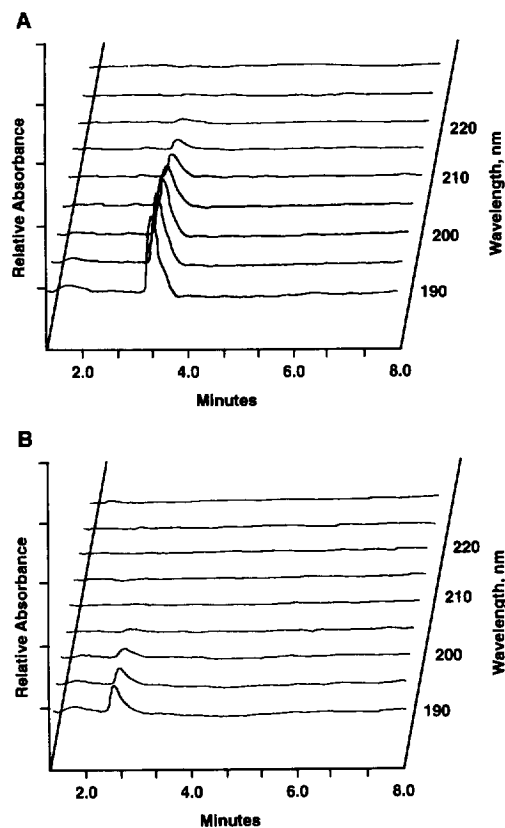 A
Relative Absorbance
220
210
200
190
Wavelength, nm
2.0 4.0 6.0 8.0
Minutes
B
Relative Absorbance
220
210
200
190
Wavelength, nm
2.0 4.0 6.0 8.0
Minutes